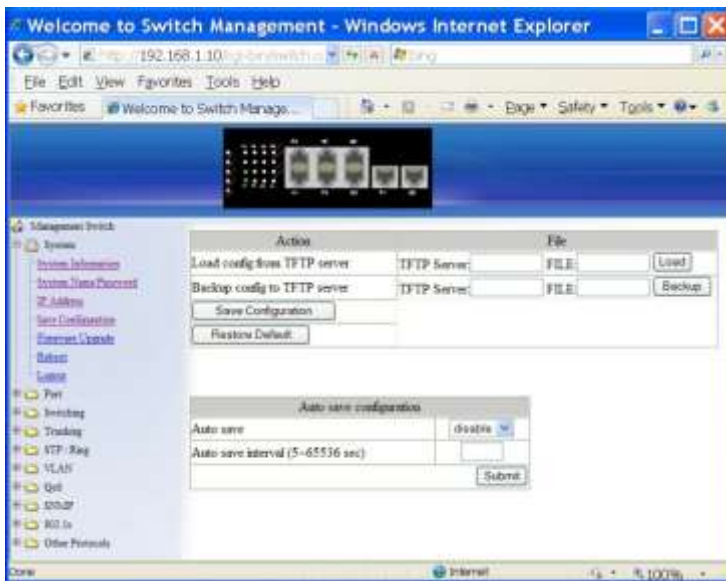 Welcome to Switch Management - Windows Internet Explorer
192.168.1.10
bing
File Edit View Favorites Tools Help
Favorites Welcome to Switch Manage...
Page Safety Tools
Management Switch
System
System Information
System Name/Password
IP Address
Save Configuration
Firmware Upgrade
Reboot
Logout
Port
Switching
Trunking
STP / Ring
VLAN
QoS
SNMP
802.1x
Other Protocols
Action File
Load config from TFTP server TFTP Server: FILE: Load
Backup config to TFTP server TFTP Server: FILE: Backup
Save Configuration
Restore Default
Auto save configuration
Auto save disable
Auto save interval (5~65536 sec)
Submit
Done Internet 100%